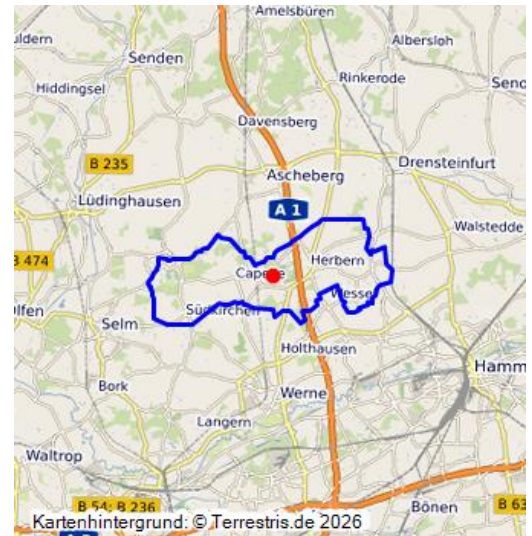 Amelsbüren
Senden
Albersloh
Hiddingsel
Rinkerode
Davensberg
B 235
Drensteinfurt
Ascheberg
Lüdinghausen
A 1
Walstedde
Herbern
B 474
Capelle
Südkirchen
Selm
Holthausen
Hamm
Bork
Werne
Langern
Waltrop
B 54; B 236
B 63
Bönen
Kartenhintergrund: © Terrestris.de 2026